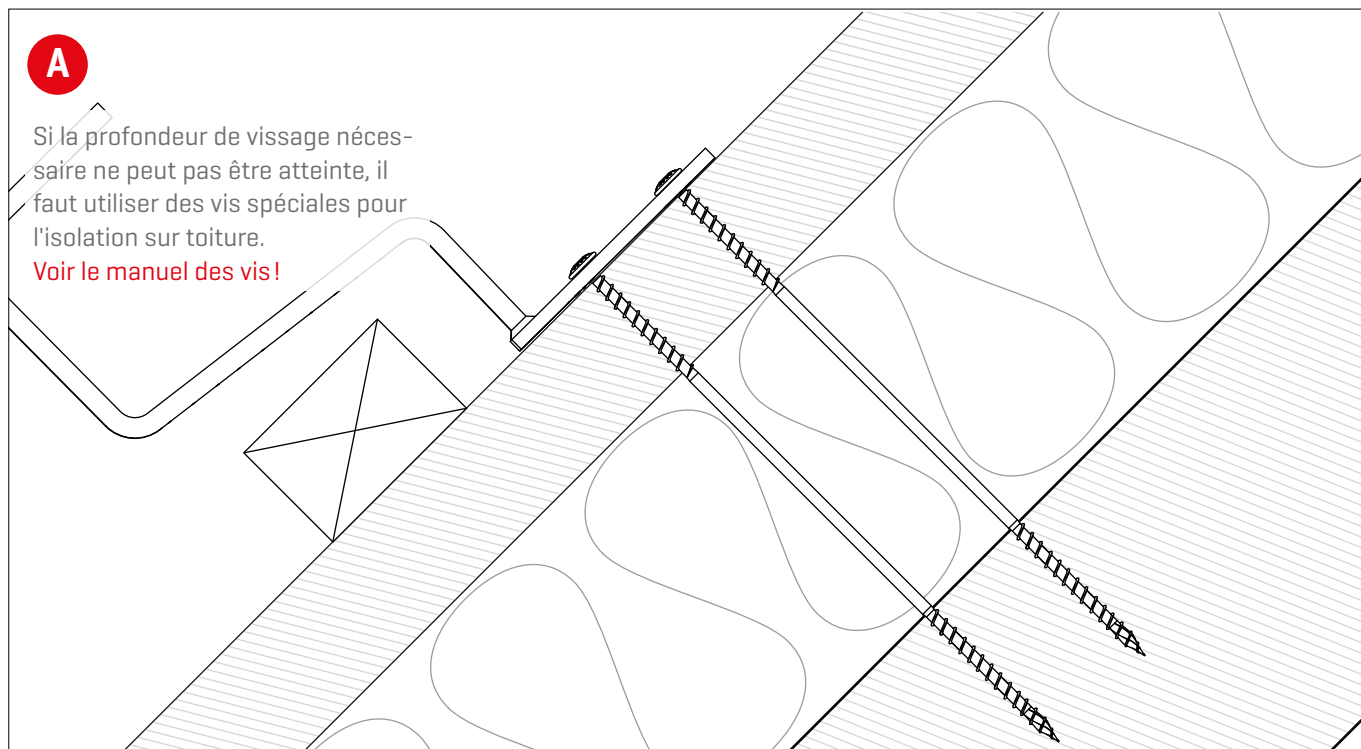 A
Si la profondeur de vissage néces-
saire ne peut pas être atteinte, il
faut utiliser des vis spéciales pour
l'isolation sur toiture.
Voir le manuel des vis!